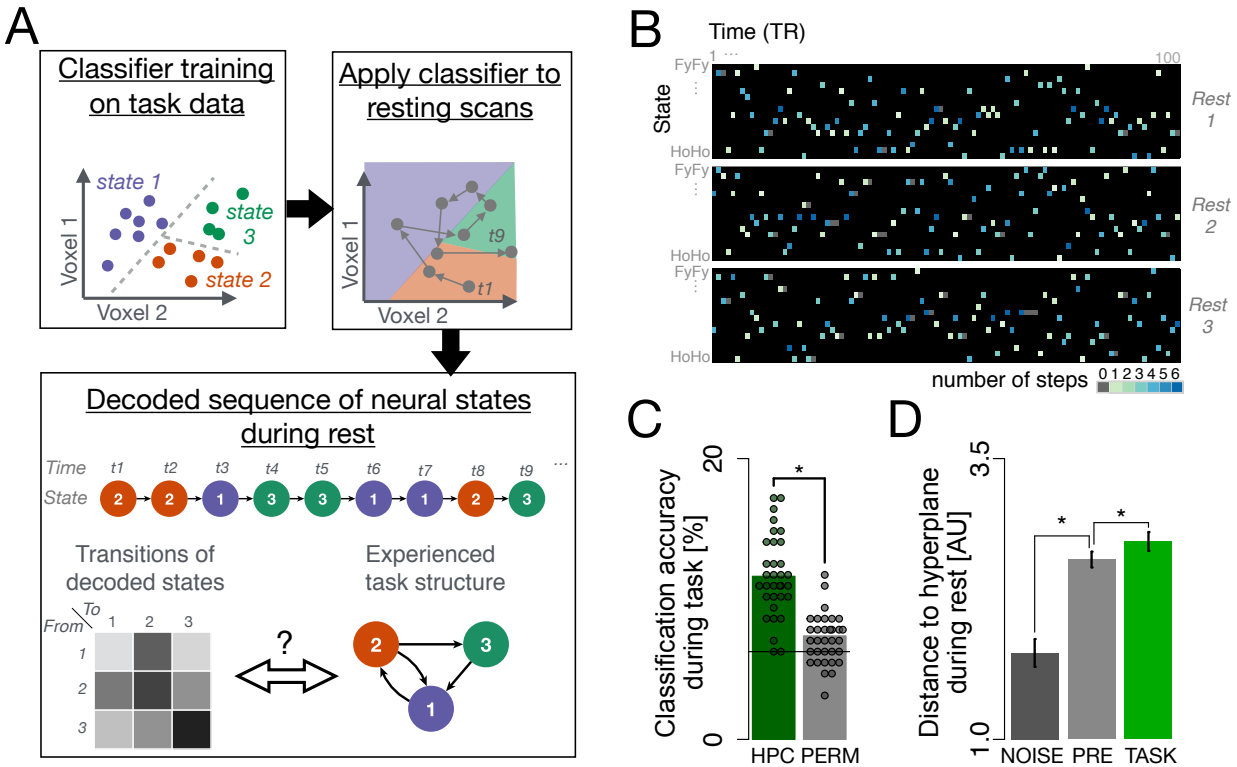 A
Classifier training
on task data
state 1
state
3
state 2
Voxel 1
Voxel 2
Apply classifier to
resting scans
t9
t1
Voxel 1
Voxel 2
Decoded sequence of neural states
during rest
Time t1 t2 t3 t4 t5 t6 t7 t8 t9 ...
State 2 2 1 3 3 1 1 2 3
Transitions of
decoded states
To
From 1 2 3
1
2
3
?
Experienced
task structure
2 3
1
B
Time (TR)
1 ... 100
State
FyFy
⋮
HoHo
Rest
1
FyFy
⋮
HoHo
Rest
2
FyFy
⋮
HoHo
Rest
3
number of steps 0 1 2 3 4 5 6
C
Classification accuracy
during task [%]
20
0
*
HPC PERM
D
Distance to hyperplane
during rest [AU]
3.5
1.0
* *
NOISE PRE TASK